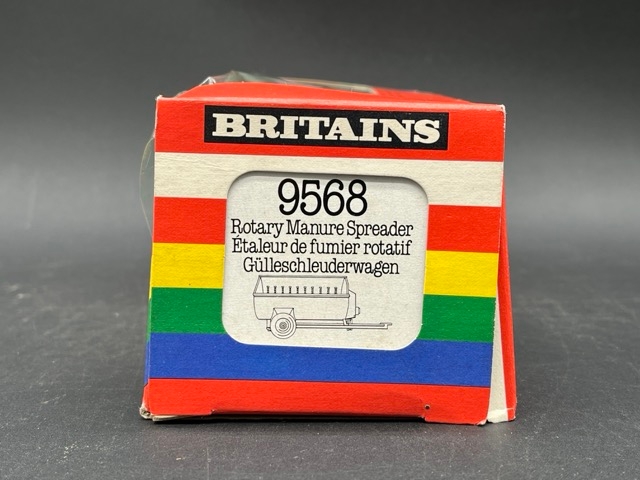 BRITAINS
9568
Rotary Manure Spreader
Étaleur de fumier rotatif
Gülleschleuderwagen